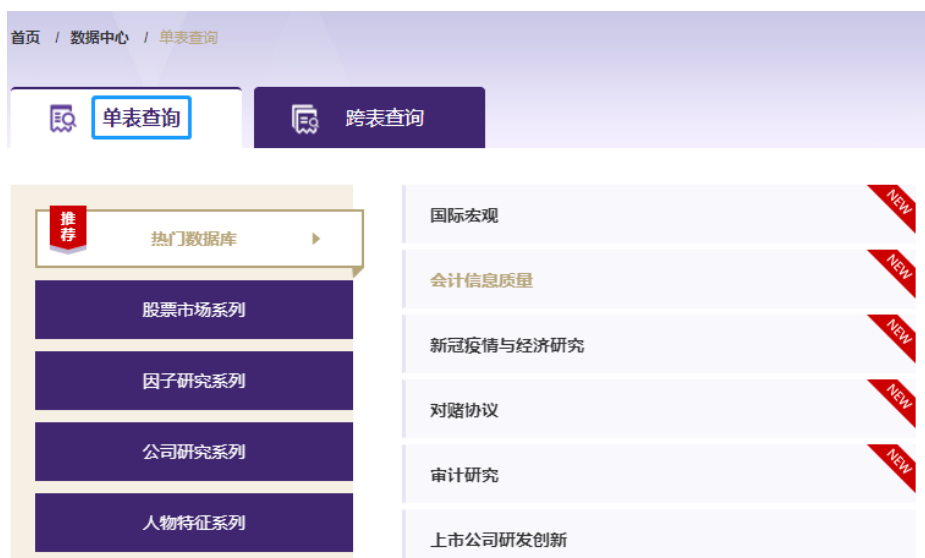 首页 / 数据中心 / 单表查询
单表查询
跨表查询
推荐
热门数据库
股票市场系列
因子研究系列
公司研究系列
人物特征系列
国际宏观
NEW
会计信息质量
NEW
新冠疫情与经济研究
NEW
对赌协议
NEW
审计研究
NEW
上市公司研发创新